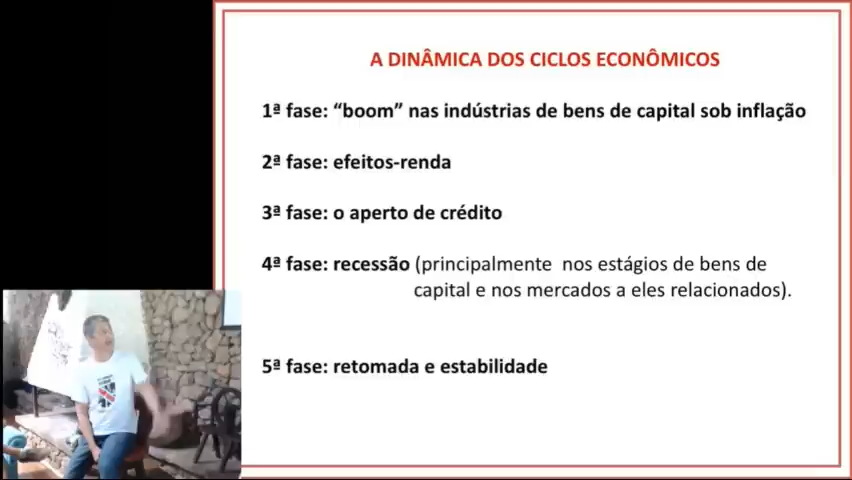 A DINÂMICA DOS CICLOS ECONÔMICOS
1ª fase: “boom” nas indústrias de bens de capital sob inflação
2ª fase: efeitos-renda
3ª fase: o aperto de crédito
4ª fase: recessão (principalmente nos estágios de bens de
capital e nos mercados a eles relacionados).
5ª fase: retomada e estabilidade